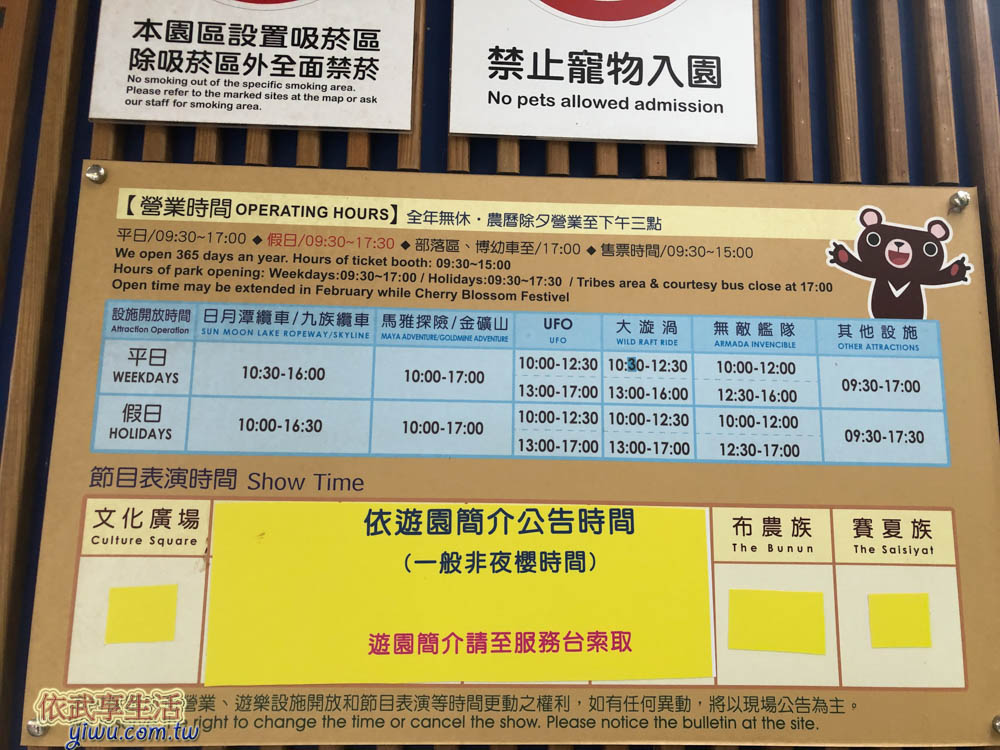 本園區設置吸菸區
除吸菸區外全面禁菸
No smoking out of the specific smoking area.
Please refer to the marked sites at the map or ask
our staff for smoking area.
禁止寵物入園
No pets allowed admission
【營業時間OPERATING HOURS】全年無休・農曆除夕營業至下午三點
平日/09:30~17:00 ◆ 假日/09:30~17:30 ◆ 部落區、博幼車至/17:00 ◆ 售票時間/09:30~15:00
We open 365 days an year. Hours of ticket booth: 09:30~15:00
Hours of park opening: Weekdays:09:30~17:00 / Holidays:09:30~17:30 / Tribes area & courtesy bus close at 17:00
Open time may be extended in February while Cherry Blossom Festivel
設施開放時間 日月潭纜車/九族纜車 馬雅探險/金礦山 UFO 大漩渦 無敵艦隊 其他設施
Attraction Operation SUN MOON LAKE ROPEWAY/SKYLINE MAYA ADVENTURE/GOLDMINE ADVENTURE UFO WILD RAFT RIDE ARMADA INVENCIBLE OTHER ATTRACTIONS
平日 WEEKDAYS 10:30-16:00 10:00-17:00 10:00-12:30 10:30-12:30 10:00-12:00 09:30-17:00
13:00-17:00 13:00-16:00 12:30-16:00
假日 HOLIDAYS 10:00-16:30 10:00-17:00 10:00-12:30 10:00-12:30 10:00-12:00 09:30-17:30
13:00-17:00 13:00-17:00 12:30-17:00
節目表演時間 Show Time
文化廣場 依遊園簡介公告時間 布農族 賽夏族
Culture Square (一般非夜櫻時間) The Bunun The Saisiyat
遊園簡介請至服務台索取
營業、遊樂設施開放和節目表演等時間更動之權利，如有任何異動，將以現場公告為主。
right to change the time or cancel the show. Please notice the bulletin at the site.
依武享生活
yiwu.com.tw